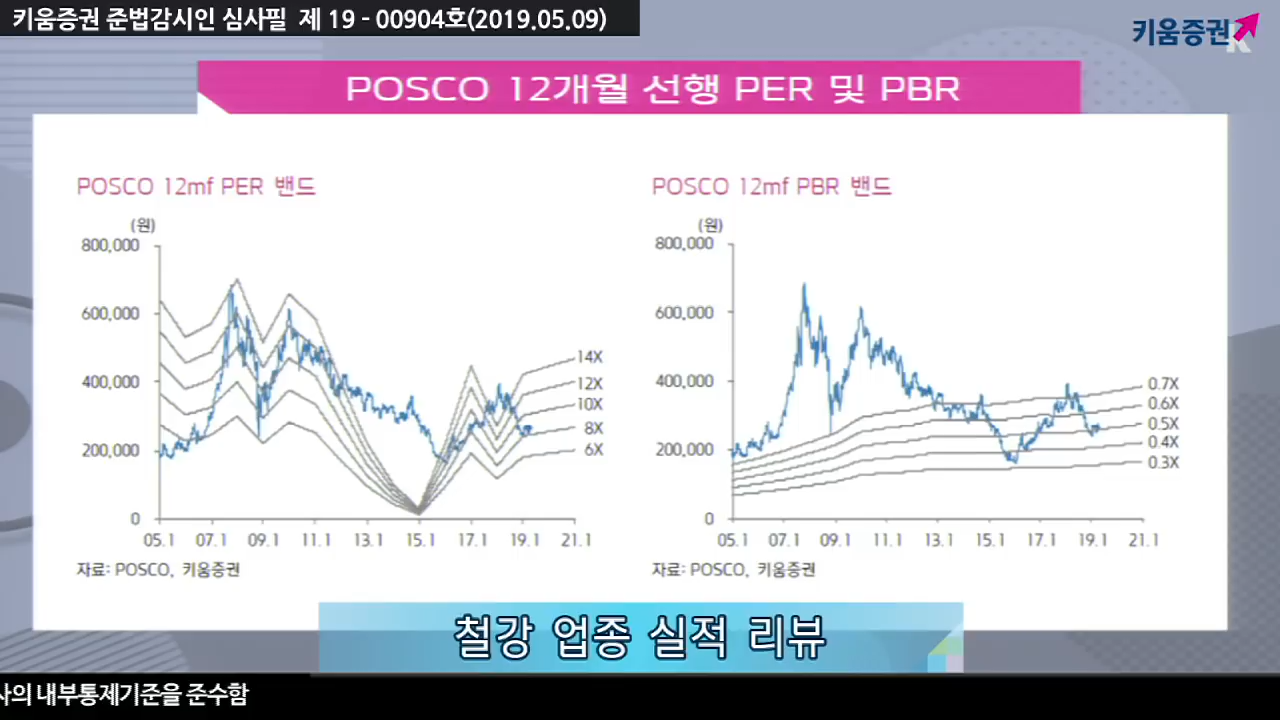 키움증권 준법감시인 심사필 제 19 - 00904호(2019.05.09)
키움증권
POSCO 12개월 선행 PER 및 PBR
POSCO 12mf PER 밴드
(원)
800,000
600,000
400,000
200,000
0
14X
12X
10X
8X
6X
05.1 07.1 09.1 11.1 13.1 15.1 17.1 19.1 21.1
자료: POSCO, 키움증권
POSCO 12mf PBR 밴드
(원)
800,000
600,000
400,000
200,000
0
0.7X
0.6X
0.5X
0.4X
0.3X
05.1 07.1 09.1 11.1 13.1 15.1 17.1 19.1 21.1
자료: POSCO, 키움증권
철강 업종 실적 리뷰
사의 내부통제기준을 준수함